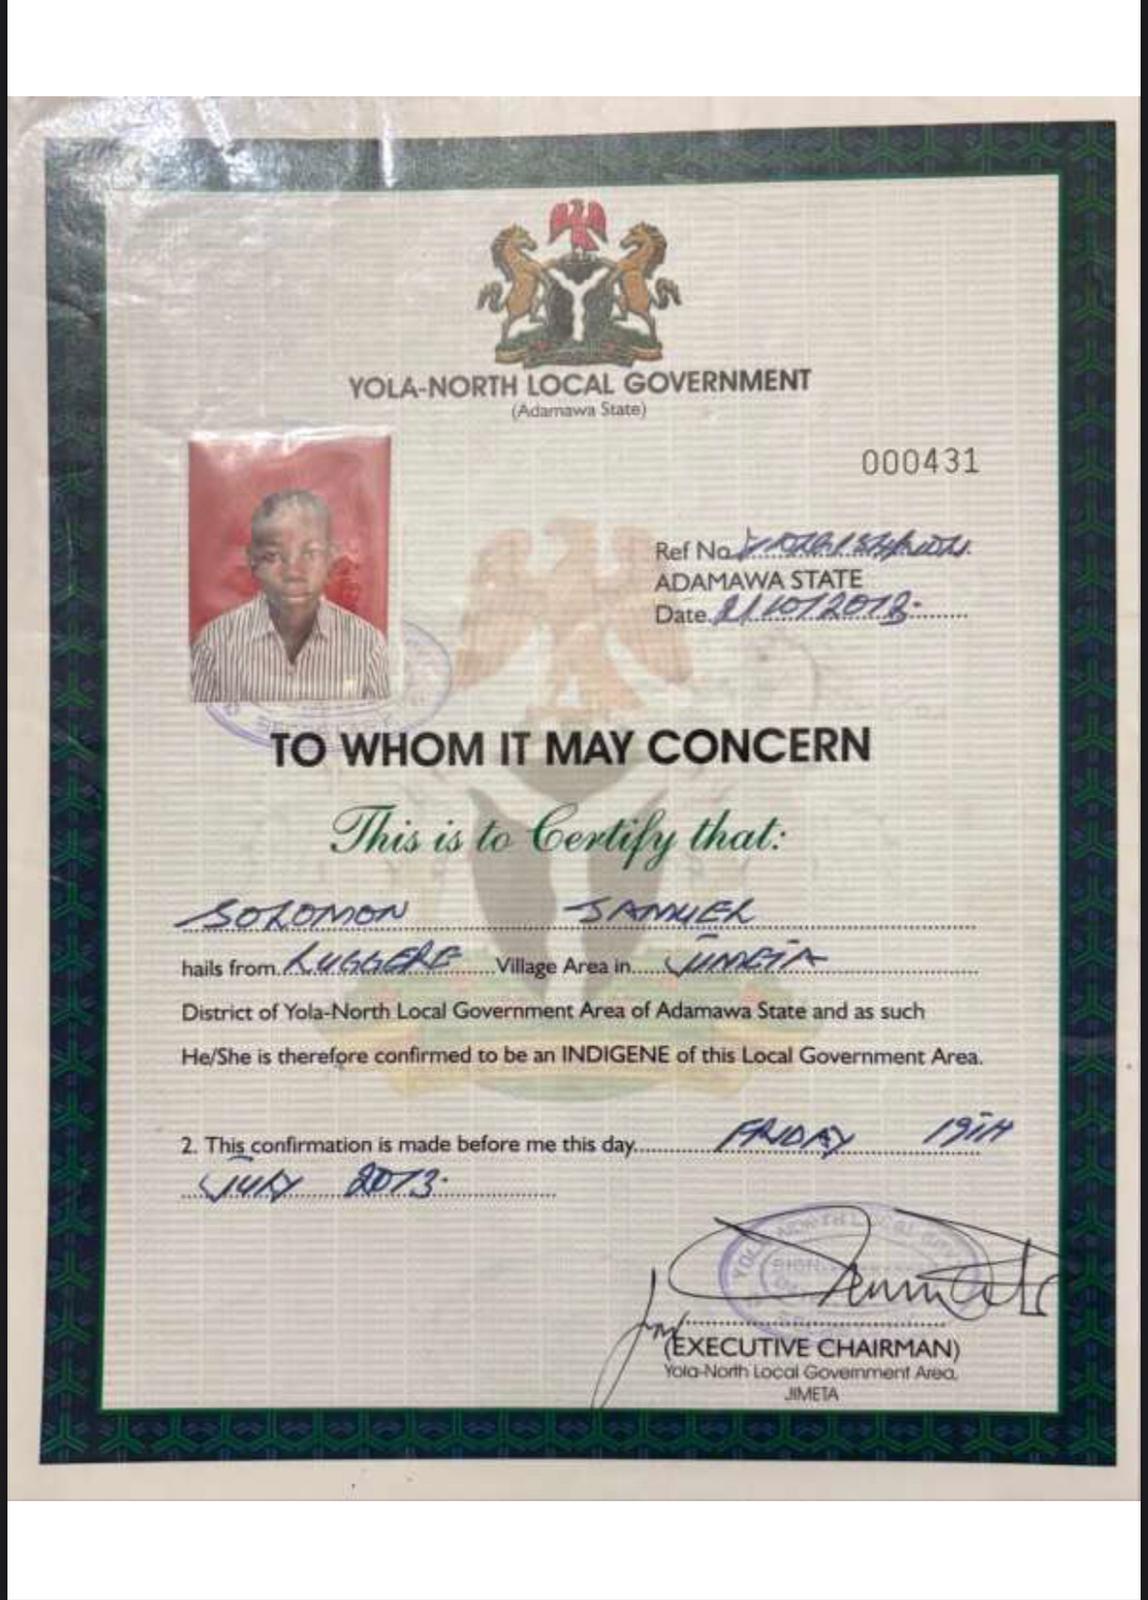 YOLA-NORTH LOCAL GOVERNMENT
(Adamawa State)
000431
Ref No
ADAMAWA STATE
Date
TO WHOM IT MAY CONCERN
This is to Certify that:
SOLOMON SAMUEL
hails from LUGGERE Village Area in JIMETA
District of Yola-North Local Government Area of Adamawa State and as such
He/She is therefore confirmed to be an INDIGENE of this Local Government Area.
2. This confirmation is made before me this day FRIDAY 19TH
JULY 2013.
(EXECUTIVE CHAIRMAN)
Yola-North Local Government Area,
JIMETA